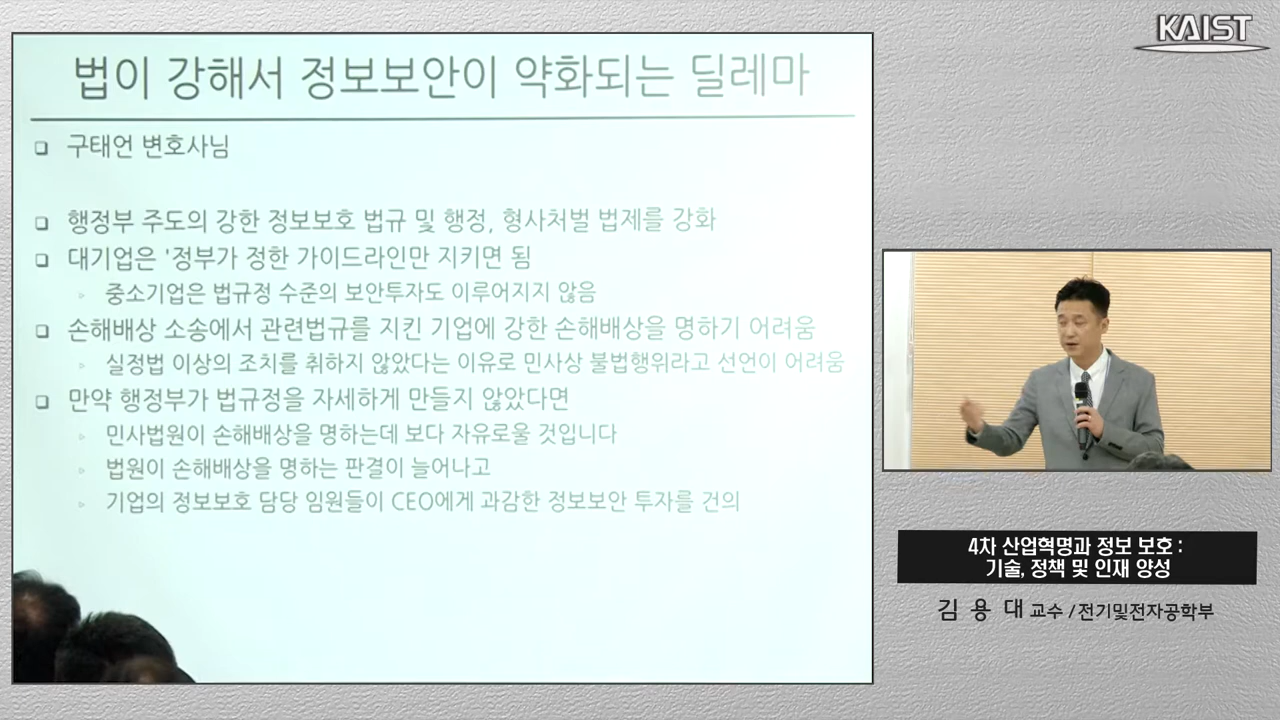 KAIST
법이 강해서 정보보안이 약화되는 딜레마
구태언 변호사님
행정부 주도의 강한 정보보호 법규 및 행정, 형사처벌 법제를 강화
대기업은 '정부가 정한 가이드라인만 지키면 됨
중소기업은 법규정 수준의 보안투자도 이루어지지 않음
손해배상 소송에서 관련법규를 지킨 기업에 강한 손해배상을 명하기 어려움
실정법 이상의 조치를 취하지 않았다는 이유로 민사상 불법행위라고 선언이 어려움
만약 행정부가 법규정을 자세하게 만들지 않았다면
민사법원이 손해배상을 명하는데 보다 자유로울 것입니다
법원이 손해배상을 명하는 판결이 늘어나고
기업의 정보보호 담당 임원들이 CEO에게 과감한 정보보안 투자를 건의
4차 산업혁명과 정보 보호 :
기술, 정책 및 인재 양성
김 용 대 교수 / 전기및전자공학부